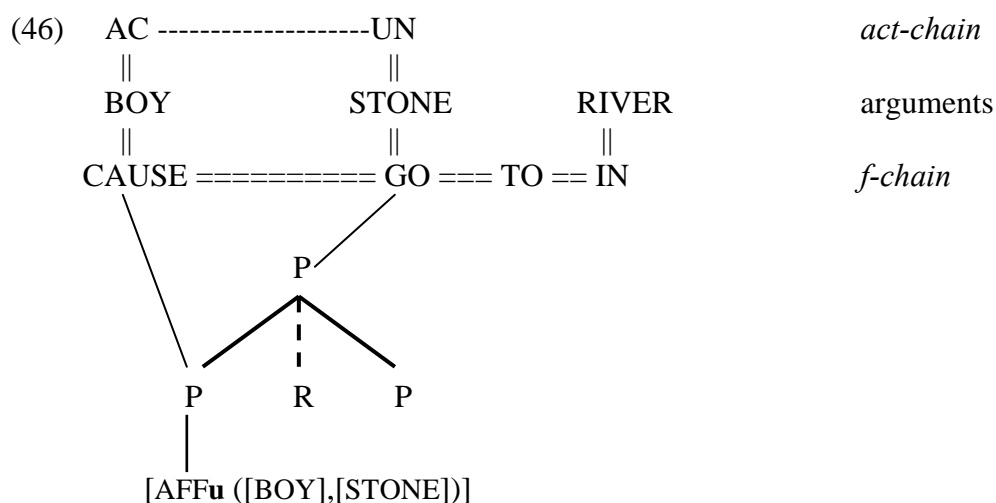 (46) AC --------------------UN act-chain
|| ||
BOY STONE RIVER arguments
|| || ||
CAUSE ========== GO === TO == IN f-chain
P
P R P
[AFFu ([BOY],[STONE])]